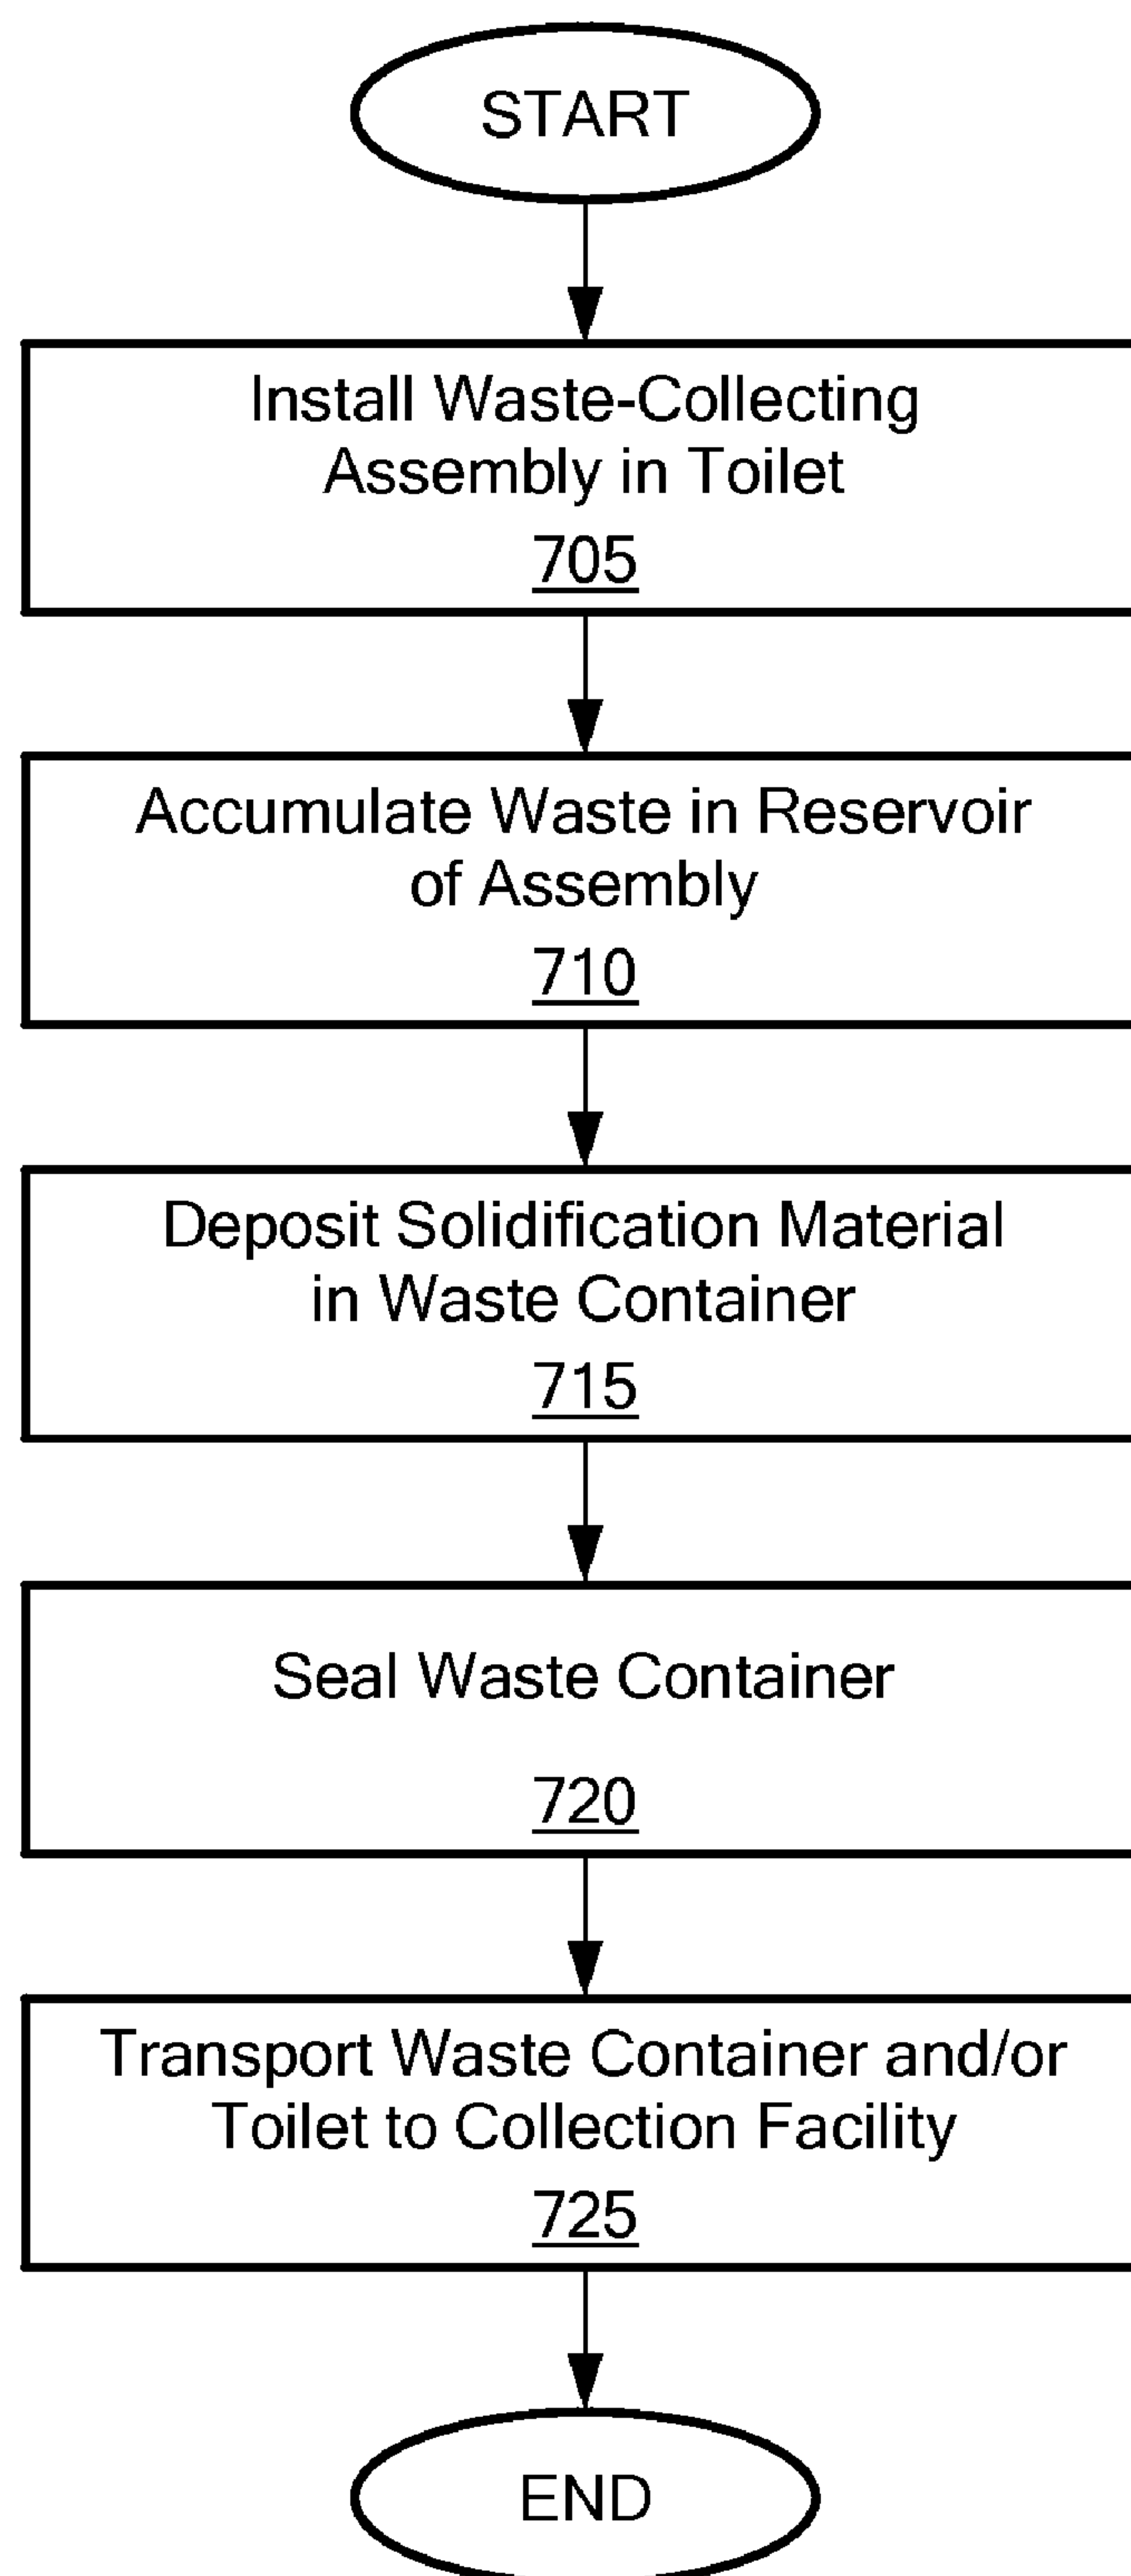 START
Install Waste-Collecting
Assembly in Toilet
705
Accumulate Waste in Reservoir
of Assembly
710
Deposit Solidification Material
in Waste Container
715
Seal Waste Container
720
Transport Waste Container and/or
Toilet to Collection Facility
725
END